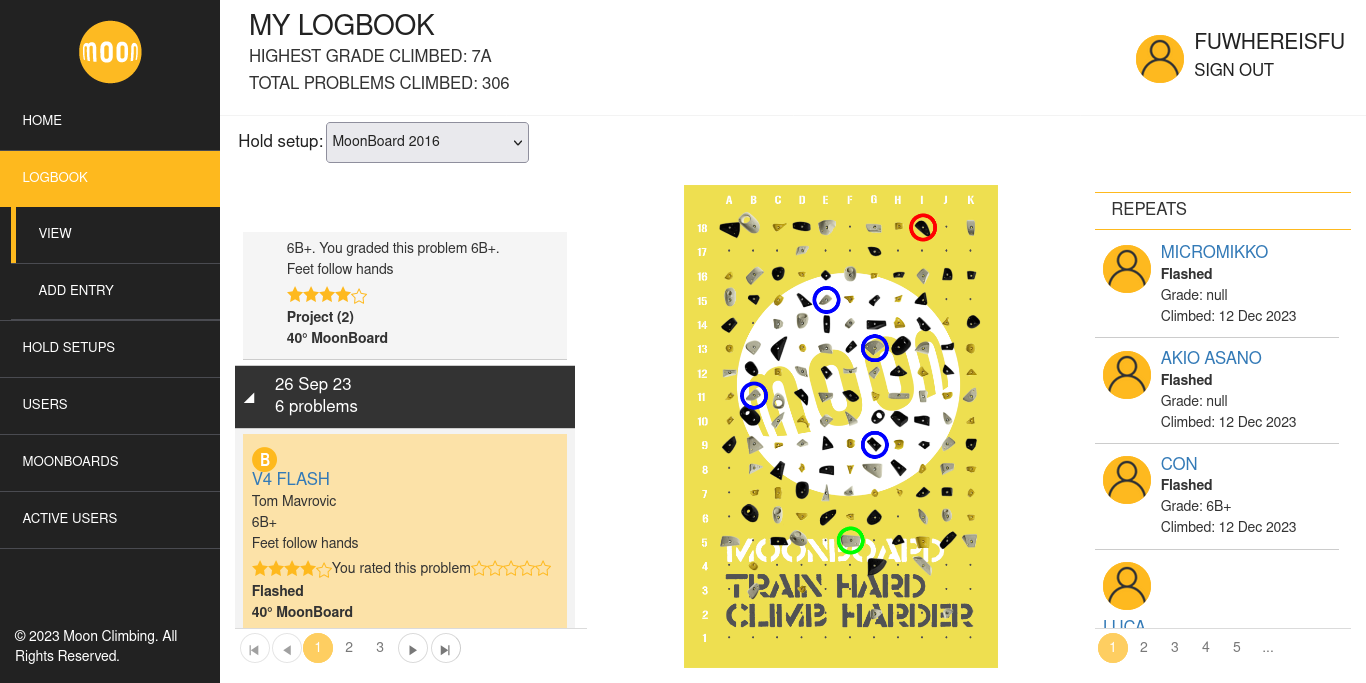 moon
HOME
LOGBOOK
VIEW
ADD ENTRY
HOLD SETUPS
USERS
MOONBOARDS
ACTIVE USERS
© 2023 Moon Climbing. All
Rights Reserved.
MY LOGBOOK
HIGHEST GRADE CLIMBED: 7A
TOTAL PROBLEMS CLIMBED: 306
FUWHEREISFU
SIGN OUT
Hold setup: MoonBoard 2016
6B+. You graded this problem 6B+.
Feet follow hands
Project (2)
40° MoonBoard
26 Sep 23
6 problems
B
V4 FLASH
Tom Mavrovic
6B+
Feet follow hands
You rated this problem
Flashed
40° MoonBoard
1 2 3
A B C D E F G H I J K
18
17
16
15
14
13
12
11
10
9
8
7
6
5
4
3
2
1
moon
MOONBOARD
TRAIN HARD
CLIMB HARDER
REPEATS
MICROMIKKO
Flashed
Grade: null
Climbed: 12 Dec 2023
AKIO ASANO
Flashed
Grade: null
Climbed: 12 Dec 2023
CON
Flashed
Grade: 6B+
Climbed: 12 Dec 2023
LUCA
1 2 3 4 5 ...